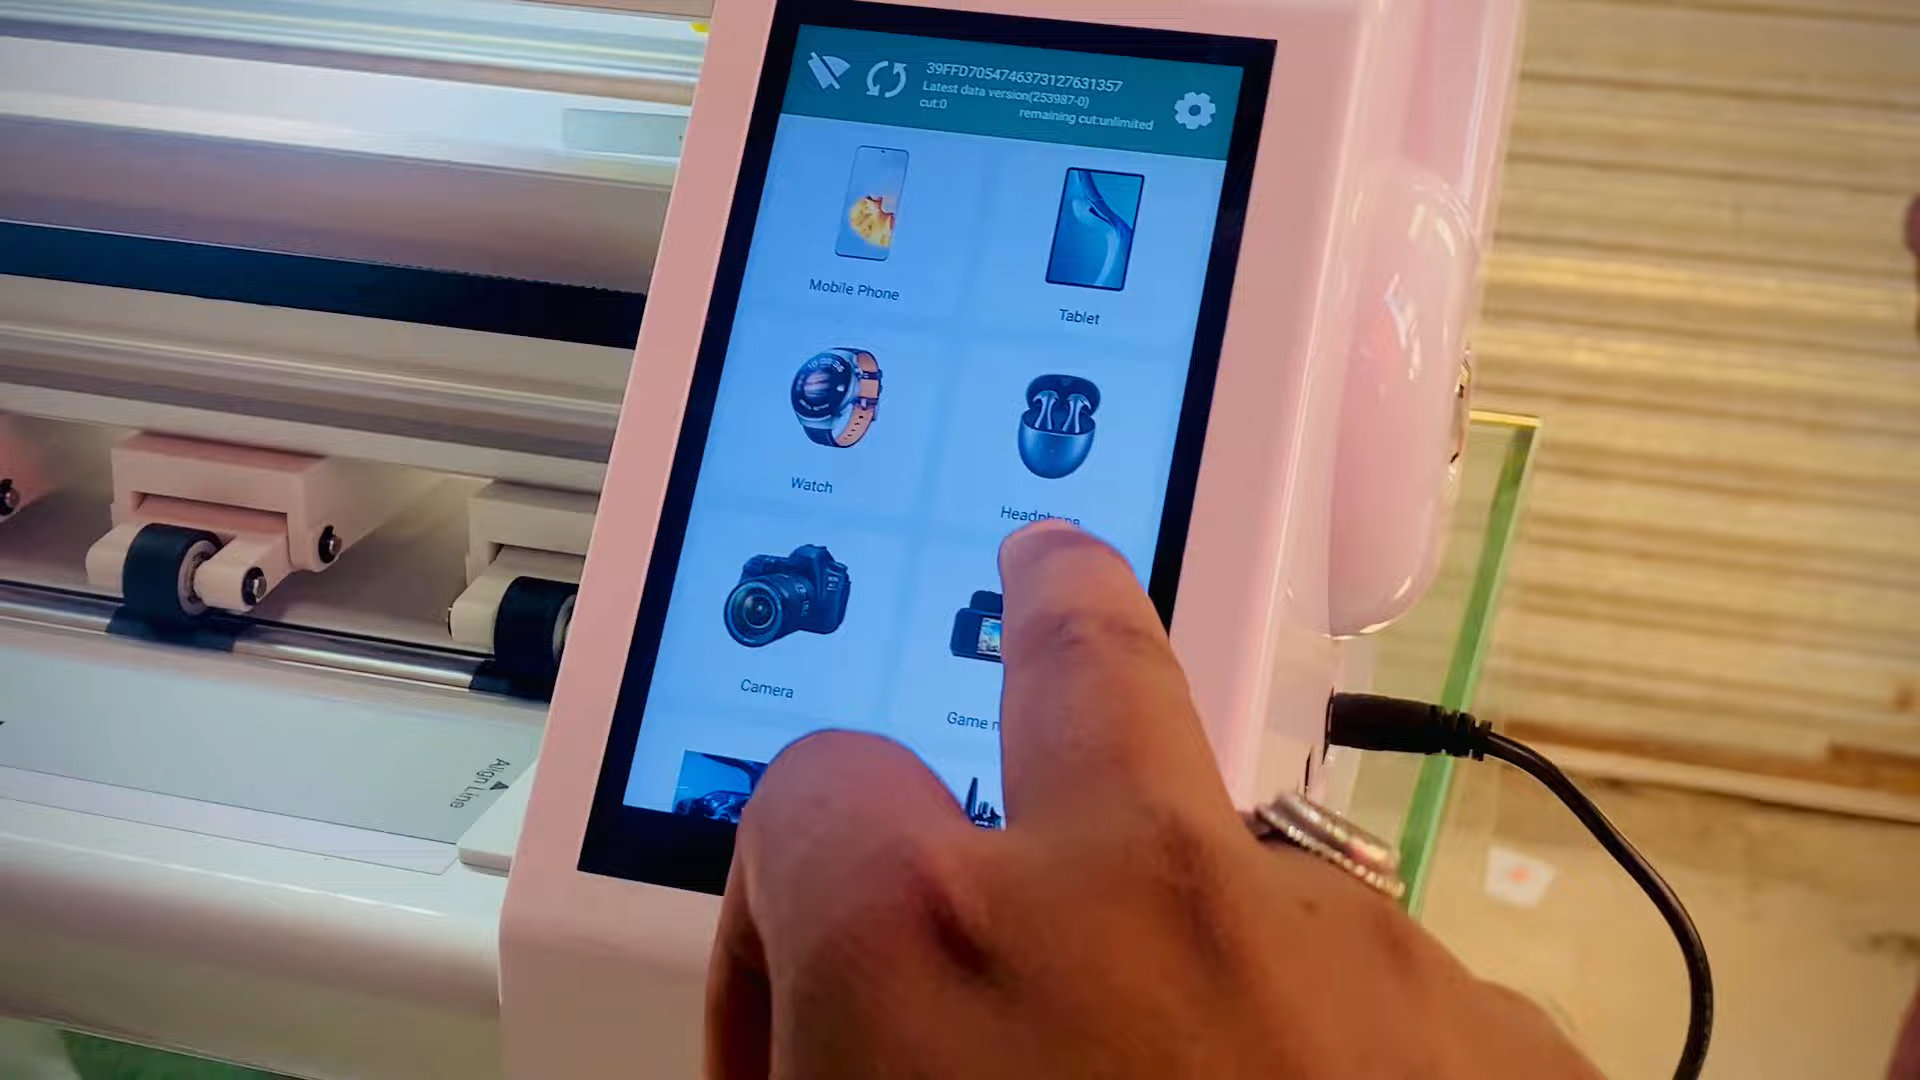 39FFD7054746373127631357
Latest data version(253987-0)
cut:0
remaining cut:unlimited
Mobile Phone
Tablet
Watch
Headphone
Camera
Game
Align Line